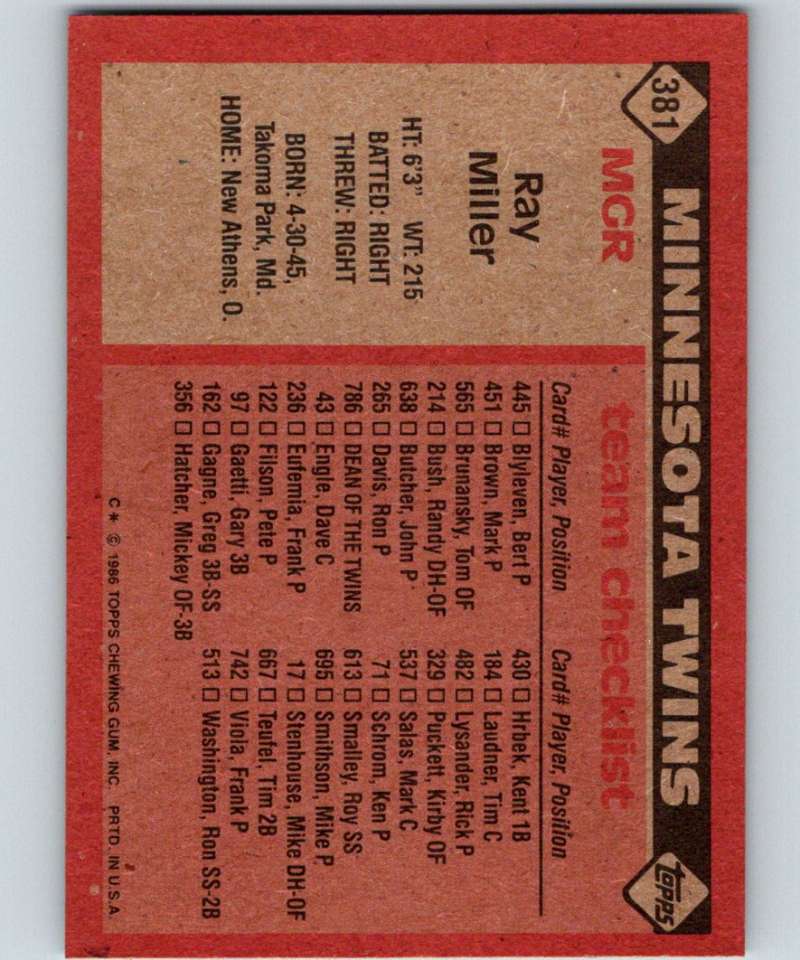 381
MINNESOTA TWINS
TOPPS
MGR
Ray
Miller
HT: 6'3" WT: 215
BATTED: RIGHT
THREW: RIGHT
BORN: 4-30-45,
Takoma Park, Md.
HOME: New Athens, O.
team checklist
Card# Player, Position
445 □ Blyleven, Bert P
451 □ Brown, Mark P
565 □ Brunansky, Tom OF
214 □ Bush, Randy DH-OF
638 □ Butcher, John P
265 □ Davis, Ron P
786 □ DEAN OF THE TWINS
43 □ Engle, Dave C
236 □ Eufemia, Frank P
122 □ Filson, Pete P
97 □ Gaetti, Gary 3B
162 □ Gagne, Greg 3B-SS
356 □ Hatcher, Mickey OF-3B
Card# Player, Position
430 □ Hrbek, Kent 1B
184 □ Laudner, Tim C
482 □ Lysander, Rick P
329 □ Puckett, Kirby OF
537 □ Salas, Mark C
71 □ Schrom, Ken P
613 □ Smalley, Roy SS
695 □ Smithson, Mike P
17 □ Stenhouse, Mike DH-OF
667 □ Teufel, Tim 2B
742 □ Viola, Frank P
513 □ Washington, Ron SS-2B
C* © 1986 TOPPS CHEWING GUM, INC. PRTD. IN U.S.A.